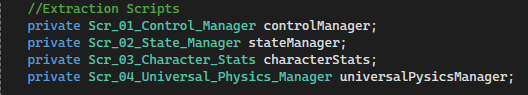 //Extraction Scripts
private Scr_01_Control_Manager controlManager;
private Scr_02_State_Manager stateManager;
private Scr_03_Character_Stats characterStats;
private Scr_04_Universal_Physics_Manager universalPysicsManager;